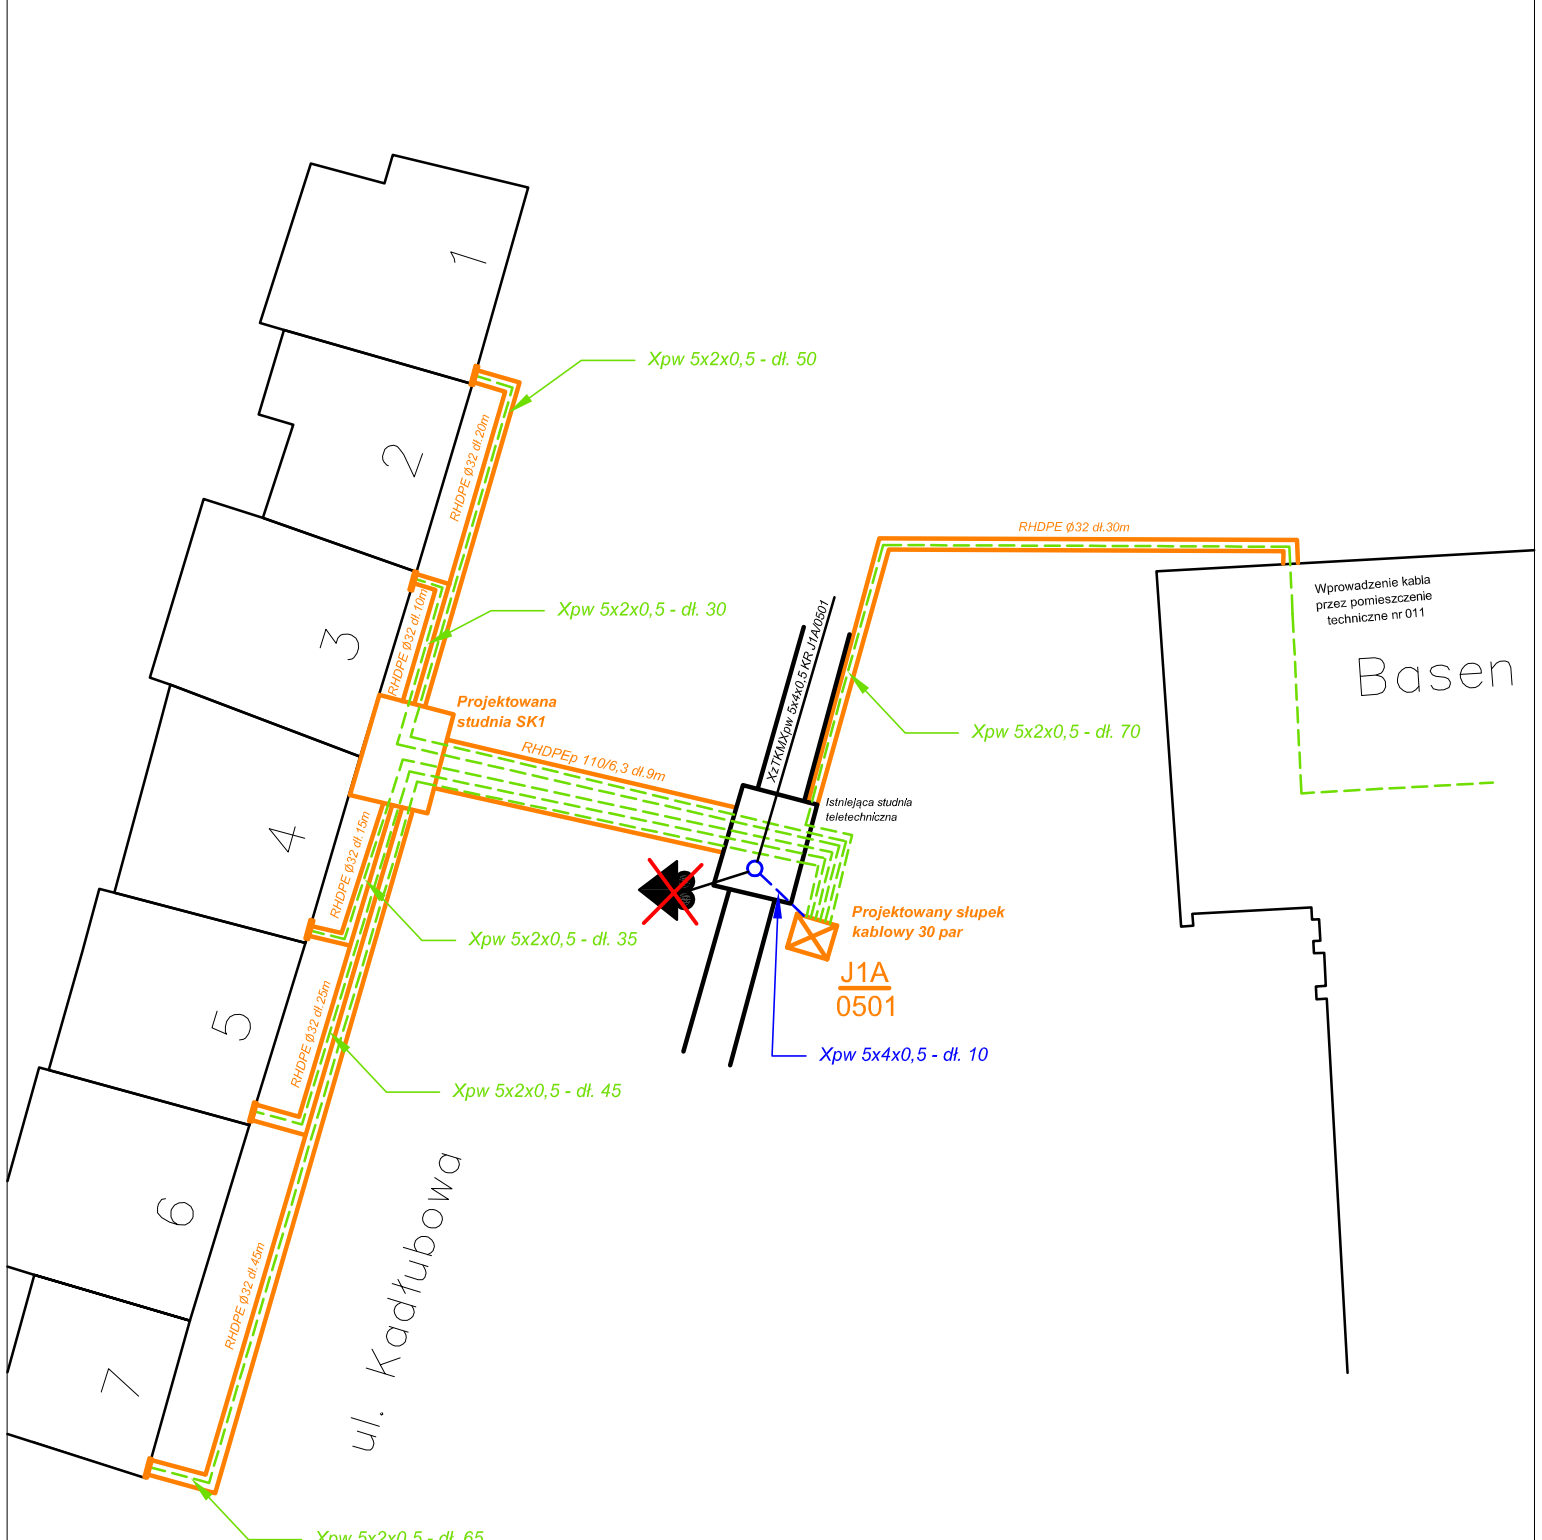 1
Xpw 5x2x0,5 - dł. 50
2
RHDPE Ø32 dł.20m
RHDPE Ø32 dł.30m
Wprowadzenie kabla
przez pomieszczenie
techniczne nr 011
Xpw 5x2x0,5 - dł. 30
RHDPE Ø32 dł.10m
3
XzTKMXpw 5x4x0,5 KR J1A/0501
Basen
Projektowana
studnia SK1
Xpw 5x2x0,5 - dł. 70
RHDPEp 110/6,3 dł.9m
Istniejąca studnia
teletechniczna
4
RHDPE Ø32 dł.15m
Xpw 5x2x0,5 - dł. 35
Projektowany słupek
kablowy 30 par
J1A
0501
5
RHDPE Ø32 dł.25m
Xpw 5x4x0,5 - dł. 10
Xpw 5x2x0,5 - dł. 45
6
RHDPE Ø32 dł.45m
ul. Kadłubowa
7
Xpw 5x2x0,5 - dł. 65